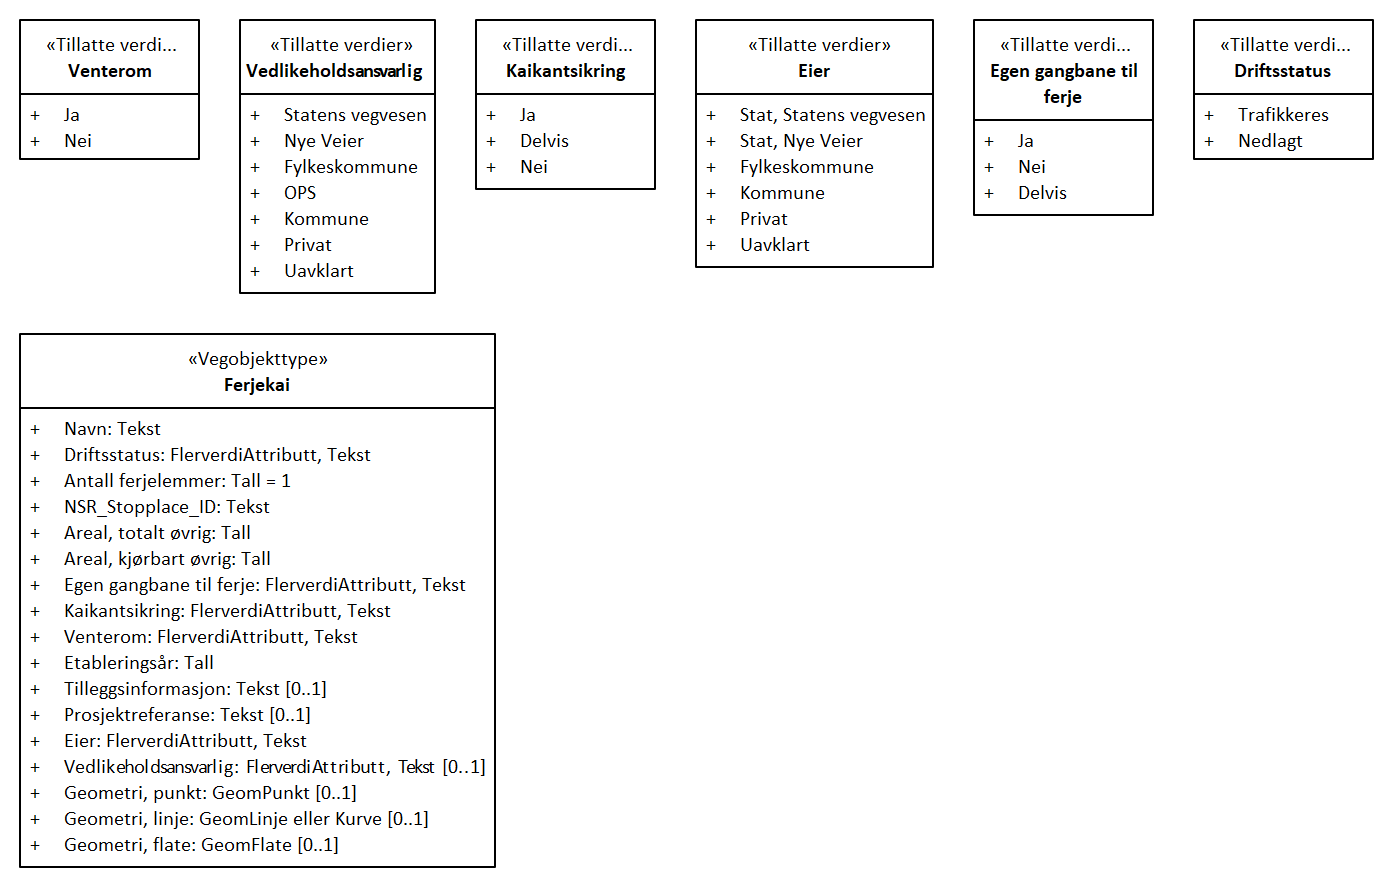 «Tillatte verdi...
Venterom
+ Ja
+ Nei
«Tillatte verdier»
Vedlikeholdsansvarlig
+ Statens vegvesen
+ Nye Veier
+ Fylkeskommune
+ OPS
+ Kommune
+ Privat
+ Uavklart
«Tillatte verdi...
Kaikantsikring
+ Ja
+ Delvis
+ Nei
«Tillatte verdier»
Eier
+ Stat, Statens vegvesen
+ Stat, Nye Veier
+ Fylkeskommune
+ Kommune
+ Privat
+ Uavklart
«Tillatte verdi...
Egen gangbane til
ferje
+ Ja
+ Nei
+ Delvis
«Tillatte verdi...
Driftsstatus
+ Trafikkeres
+ Nedlagt
«Vegobjekttype»
Ferjekai
+ Navn: Tekst
+ Driftsstatus: FlerverdiAttributt, Tekst
+ Antall ferjelemmer: Tall = 1
+ NSR_Stopplace_ID: Tekst
+ Areal, totalt øvrig: Tall
+ Areal, kjørbart øvrig: Tall
+ Egen gangbane til ferje: FlerverdiAttributt, Tekst
+ Kaikantsikring: FlerverdiAttributt, Tekst
+ Venterom: FlerverdiAttributt, Tekst
+ Etableringsår: Tall
+ Tilleggsinformasjon: Tekst [0..1]
+ Prosjektreferanse: Tekst [0..1]
+ Eier: FlerverdiAttributt, Tekst
+ Vedlikeholdsansvarlig: FlerverdiAttributt, Tekst [0..1]
+ Geometri, punkt: GeomPunkt [0..1]
+ Geometri, linje: GeomLinje eller Kurve [0..1]
+ Geometri, flate: GeomFlate [0..1]